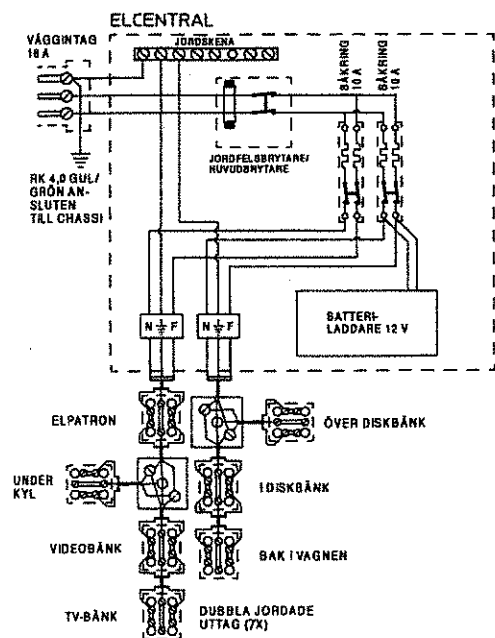 ELCENTRAL
VÄGGINTAG
16 A
JORDSKENA
SÄKRING
10 A
SÄKRING
10 A
JORDFELSBRYTARE/
HUVUDBRYTARE
RK 4,0 GUL/
GRÖN AN-
SLUTEN
TILL CHASSI
N F
N F
BATTERI-
LADDARE 12 V
ELPATRON
ÖVER DISKBÄNK
UNDER
KYL
I DISKBÄNK
VIDEOBÄNK
BAK I VAGNEN
TV-BÄNK
DUBBLA JORDADE
UTTAG (7X)